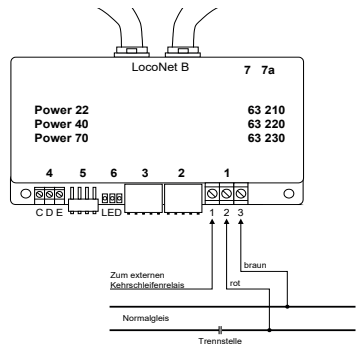 LocoNet B
7 7a
Power 22 63 210
Power 40 63 220
Power 70 63 230
4 5 6 3 2 1
C D E LED 1 2 3
braun
Zum externen
Kehrschleifenrelais rot
Normalgleis
Trennstelle